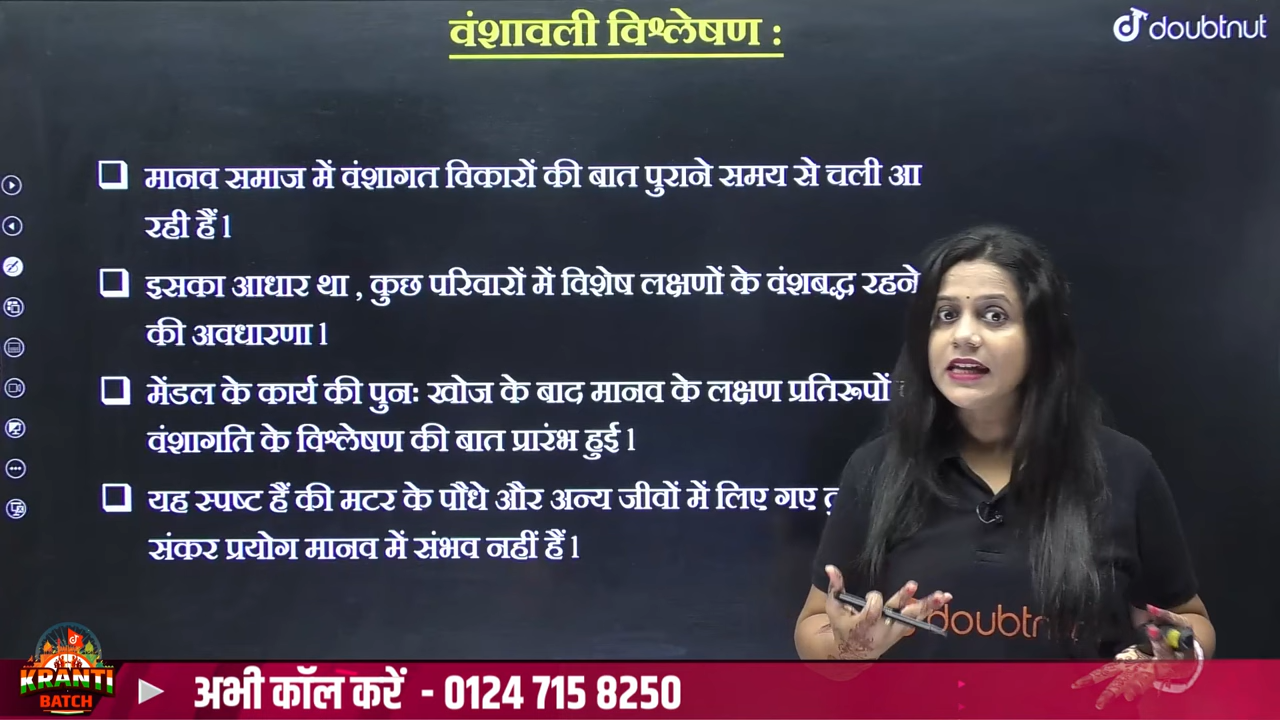 वंशावली विश्लेषण :
doubtnut
मानव समाज में वंशागत विकारों की बात पुराने समय से चली आ
रही हैं l
इसका आधार था , कुछ परिवारों में विशेष लक्षणों के वंशबद्ध रहने
की अवधारणा l
मेंडल के कार्य की पुनः खोज के बाद मानव के लक्षण प्रतिरूपों
वंशागति के विश्लेषण की बात प्रारंभ हुई l
यह स्पष्ट हैं की मटर के पौधे और अन्य जीवों में लिए गए
संकर प्रयोग मानव में संभव नहीं हैं l
doubtnut
KRANTI
BATCH
अभी कॉल करें - 0124 715 8250